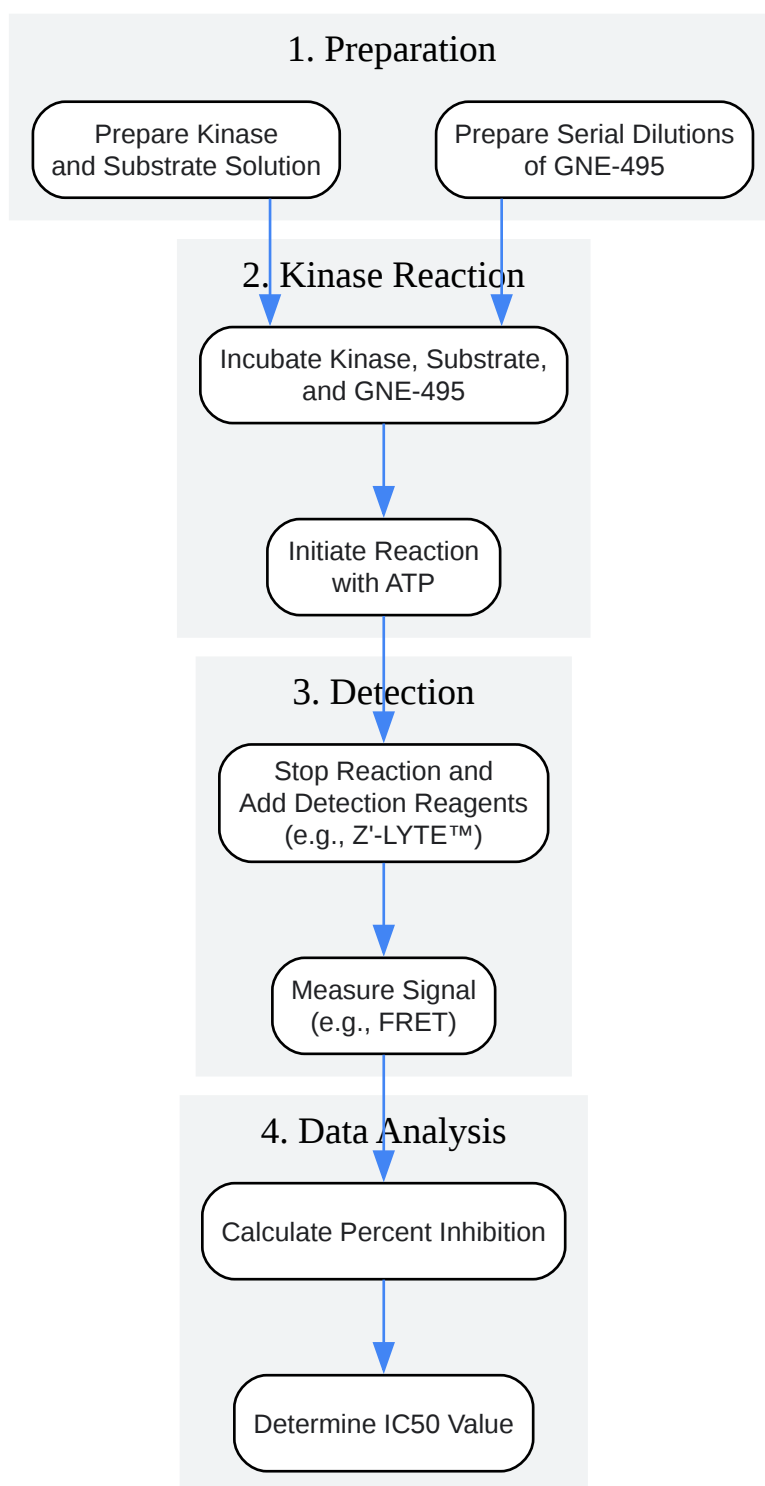 1. Preparation
Prepare Kinase
and Substrate Solution
Prepare Serial Dilutions
of GNE-495
2. Kinase Reaction
Incubate Kinase, Substrate,
and GNE-495
Initiate Reaction
with ATP
3. Detection
Stop Reaction and
Add Detection Reagents
(e.g., Z'-LYTE™)
Measure Signal
(e.g., FRET)
4. Data Analysis
Calculate Percent Inhibition
Determine IC50 Value